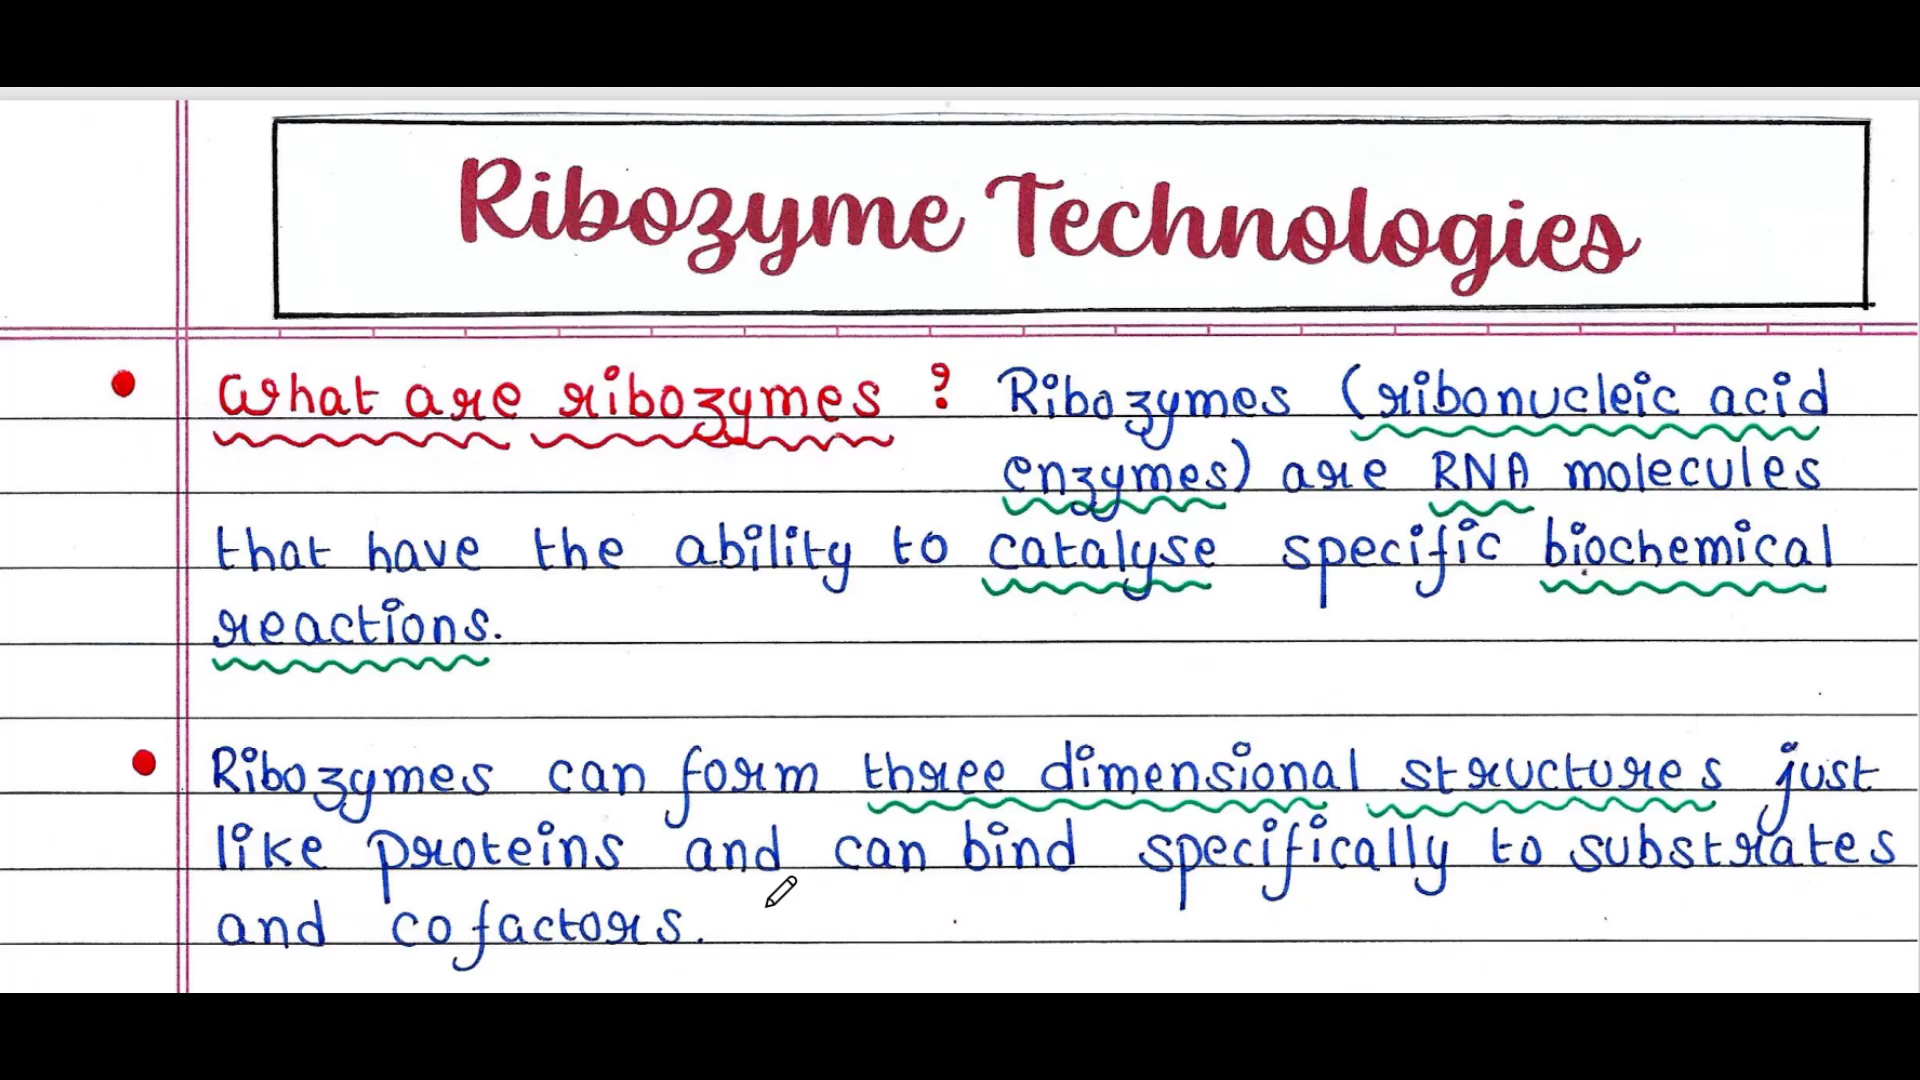 Ribozyme Technologies
What are ribozymes ? Ribozymes (ribonucleic acid
enzymes) are RNA molecules
that have the ability to catalyse specific biochemical
reactions.
Ribozymes can form three dimensional structures just
like proteins and can bind specifically to substrates
and cofactors.